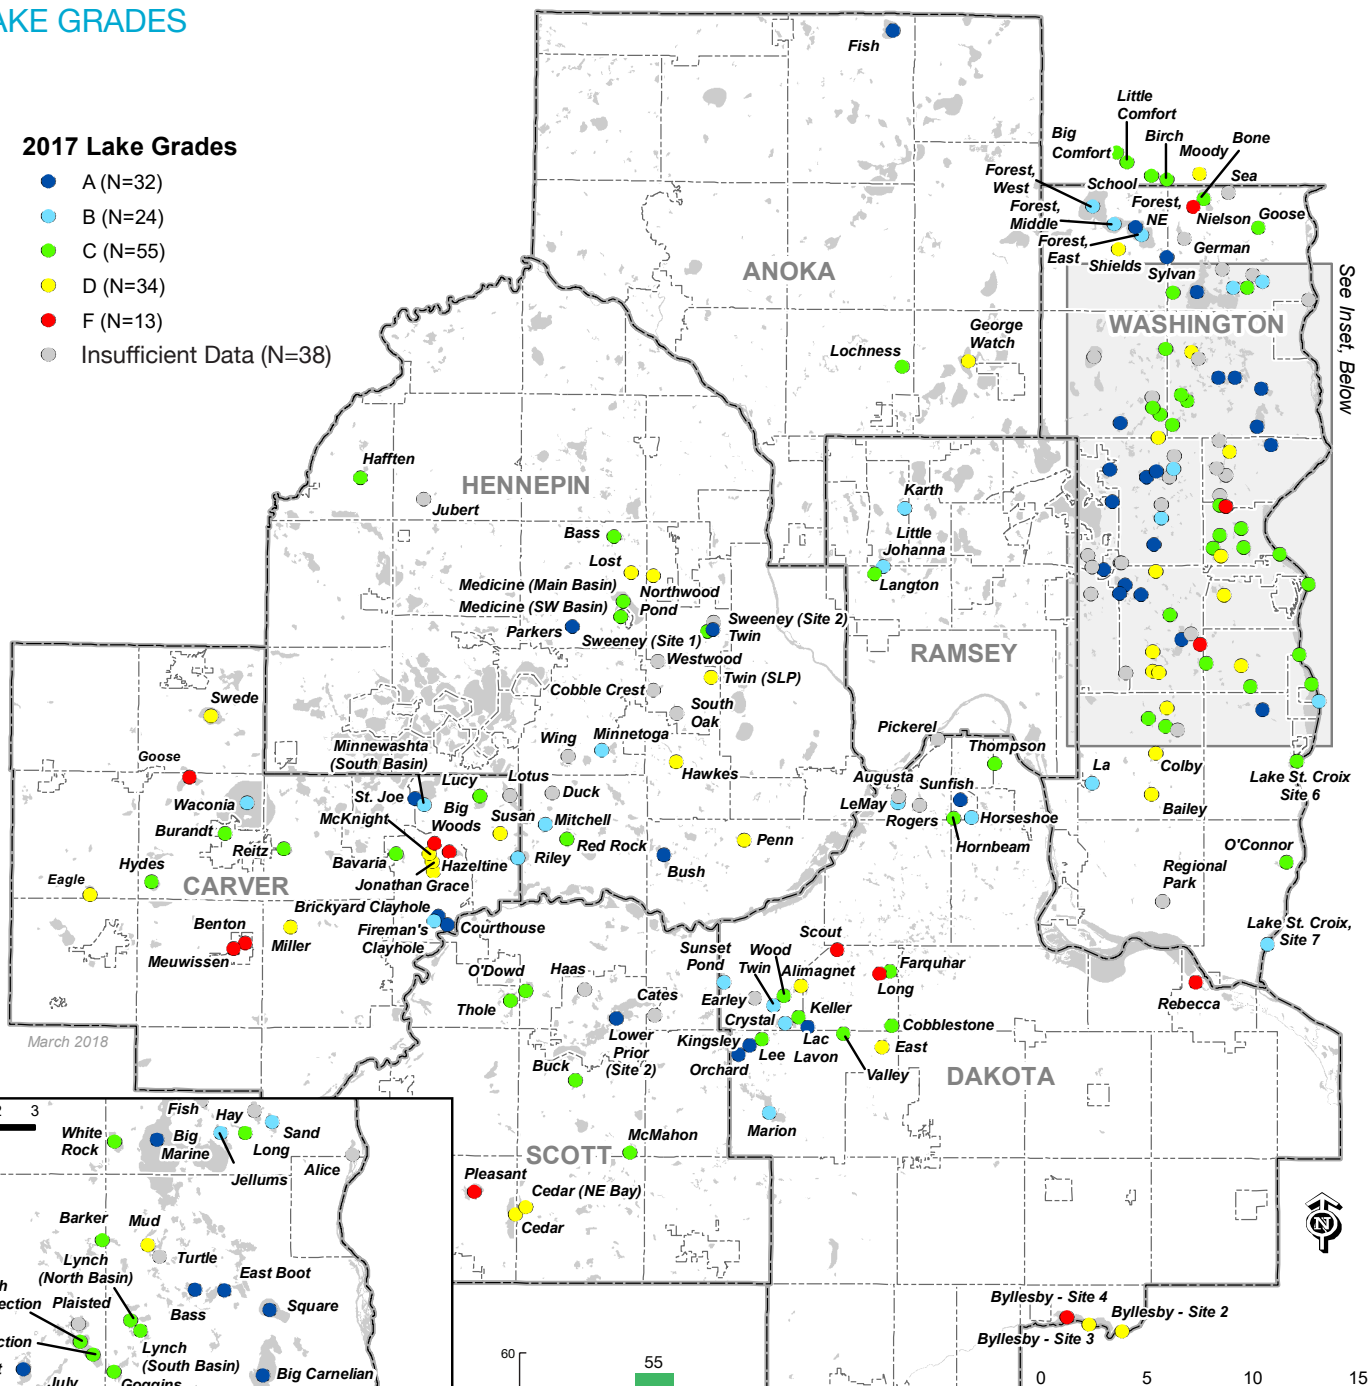 AKE GRADES
2017 Lake Grades
A (N=32)
B (N=24)
C (N=55)
D (N=34)
F (N=13)
Insufficient Data (N=38)
Fish
Little
Comfort
Big
Comfort
Birch
Bone
Moody
Forest,
West
School
Sea
Forest,
Middle
Forest,
NE
Nielson
Goose
Forest,
East
German
Shields
Sylvan
ANOKA
WASHINGTON
See Inset, Below
George
Watch
Lochness
Hafften
HENNEPIN
Jubert
Karth
Bass
Little
Johanna
Lost
Langton
Medicine (Main Basin)
Northwood
Pond
Medicine (SW Basin)
Parkers
Sweeney (Site 1)
Sweeney (Site 2)
Twin
Westwood
RAMSEY
Twin (SLP)
Cobble Crest
South
Oak
Swede
Pickerel
Minnetoga
Wing
Minnewashta
(South Basin)
Thompson
Goose
Hawkes
Colby
La
Lake St. Croix
Site 6
Lucy
Lotus
Duck
Augusta
Sunfish
St. Joe
Waconia
Big
Woods
Susan
LeMay
Bailey
McKnight
Mitchell
Rogers
Horseshoe
Burandt
Reitz
Red Rock
Penn
Hornbeam
O'Connor
Bavaria
Hazeltine
Riley
Bush
Hydes
Jonathan
Grace
Regional
Park
Eagle
CARVER
Brickyard Clayhole
Benton
Fireman's
Clayhole
Courthouse
Miller
Lake St. Croix,
Site 7
Meuwissen
Scout
Sunset
Pond
Wood
O'Dowd
Haas
Twin
Alimagnet
Farquhar
Long
Cates
Earley
Keller
Rebecca
Thole
Crystal
Cobblestone
Lower
Prior
(Site 2)
Kingsley
Lac
Lavon
Lee
East
March 2018
Orchard
Valley
Buck
DAKOTA
Marion
McMahon
SCOTT
Pleasant
Cedar (NE Bay)
Cedar
2 3
Fish
Hay
White
Rock
Big
Marine
Sand
Long
Alice
Jellums
Barker
Mud
Turtle
Lynch
(North Basin)
East Boot
Plaisted
ection
Bass
Square
ction
Lynch
(South Basin)
Big Carnelian
July
Goggins
Byllesby - Site 4
Byllesby - Site 2
Byllesby - Site 3
60
55
0 5 10 15